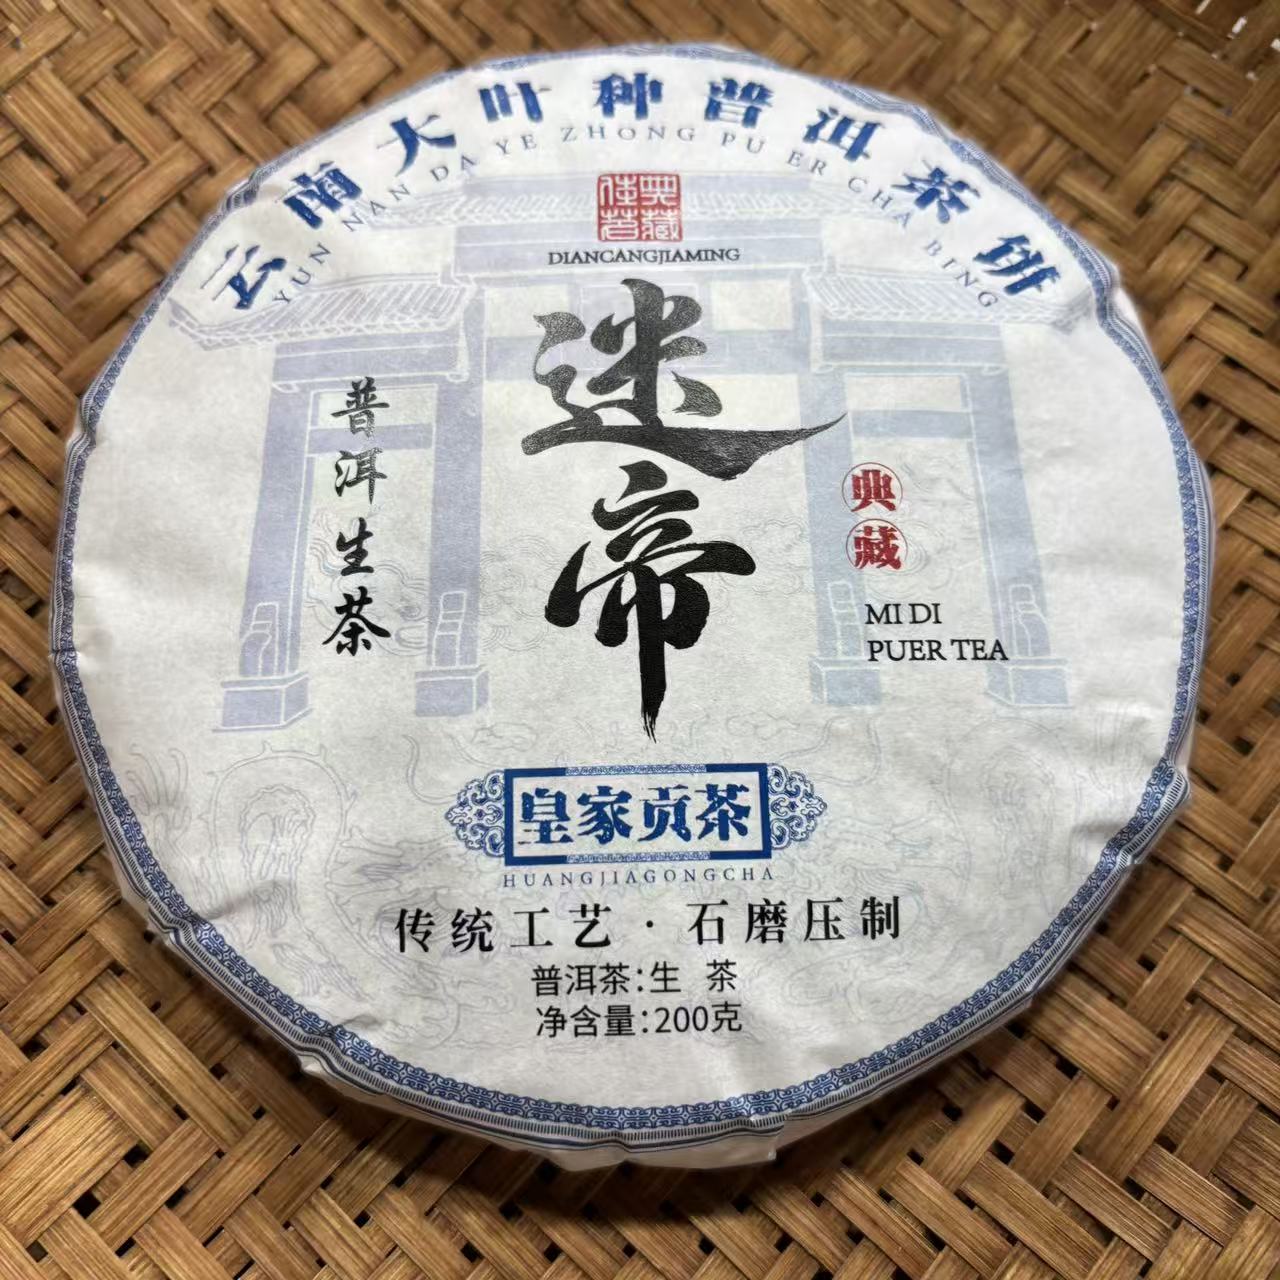 云南大叶种普洱茶饼
YUN NAN DA YE ZHONG PU ER CHA BING
典藏佳茗
DIANCANGJIAMING
迷帝
普洱生茶
典藏
MI DI
PUER TEA
皇家贡茶
HUANGJIAGONGCHA
传统工艺·石磨压制
普洱茶:生 茶
净含量:200克